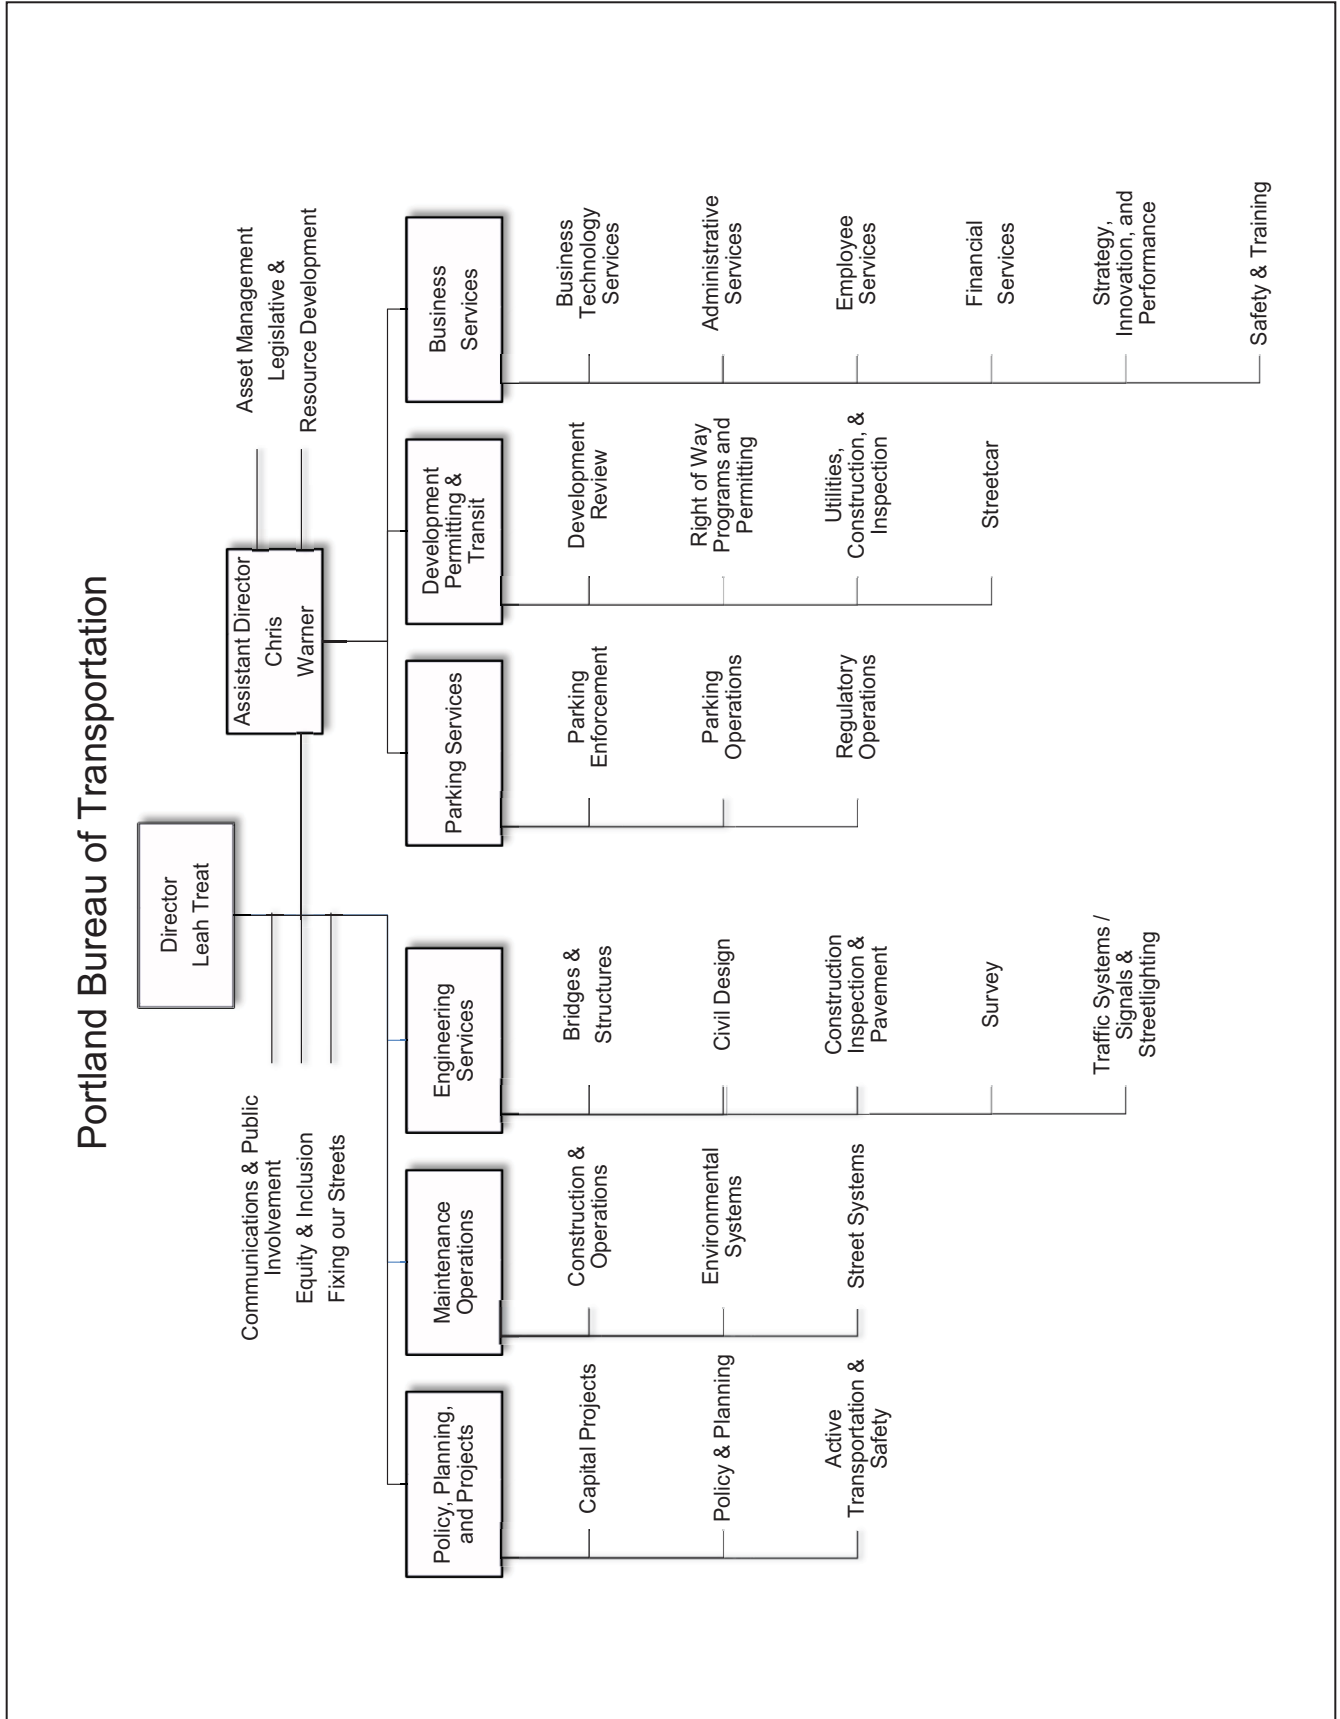 Portland Bureau of Transportation
Director
Leah Treat
Communications & Public
Involvement
Equity & Inclusion
Fixing our Streets
Assistant Director
Chris
Warner
Asset Management
Legislative &
Resource Development
Policy, Planning,
and Projects
Capital Projects
Policy & Planning
Active
Transportation &
Safety
Maintenance
Operations
Construction &
Operations
Environmental
Systems
Street Systems
Engineering
Services
Bridges &
Structures
Civil Design
Construction
Inspection &
Pavement
Survey
Traffic Systems /
Signals &
Streetlighting
Parking Services
Parking
Enforcement
Parking
Operations
Regulatory
Operations
Development
Permitting &
Transit
Development
Review
Right of Way
Programs and
Permitting
Utilities,
Construction, &
Inspection
Streetcar
Business
Services
Business
Technology
Services
Administrative
Services
Employee
Services
Financial
Services
Strategy,
Innovation, and
Performance
Safety & Training